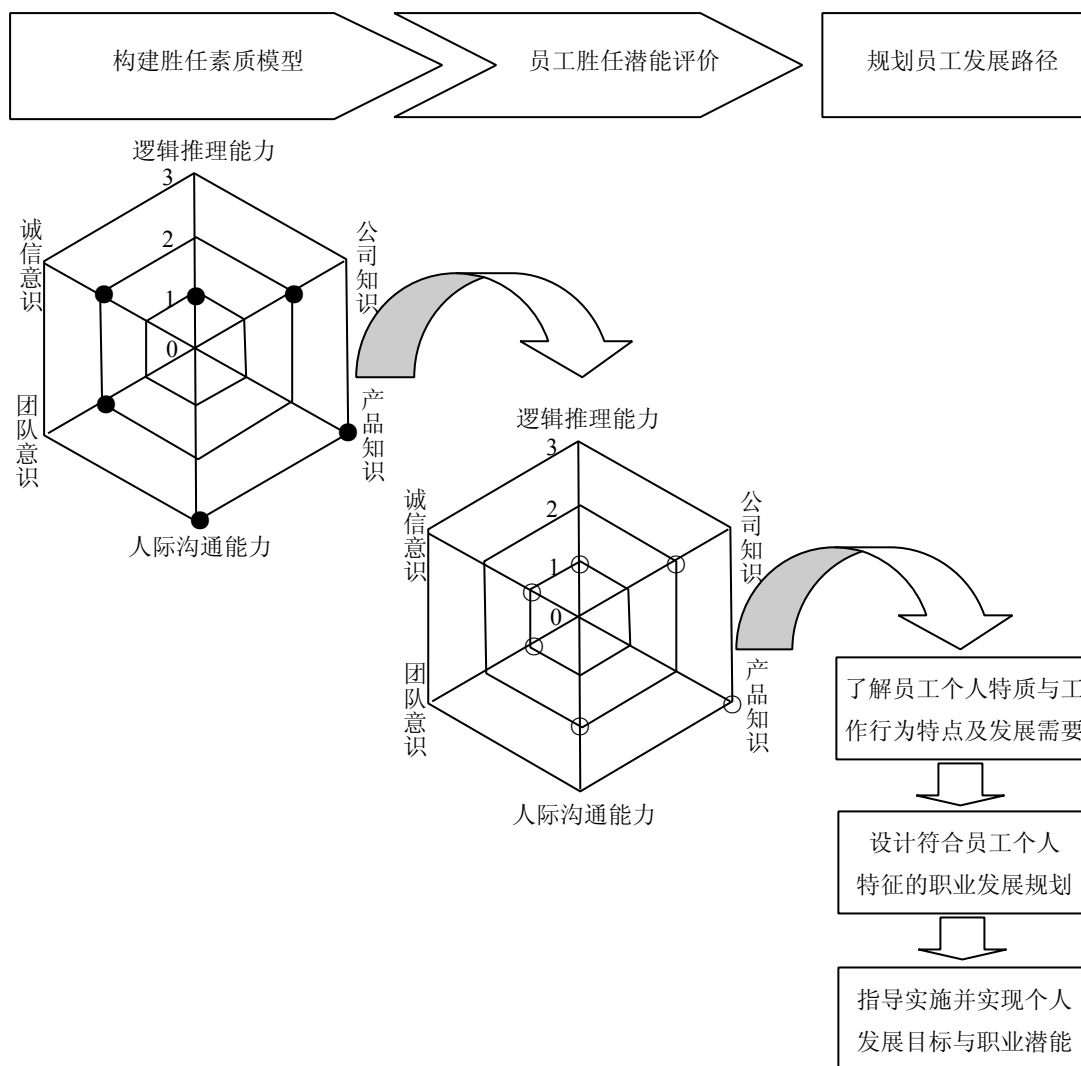 构建胜任素质模型
员工胜任潜能评价
规划员工发展路径
逻辑推理能力
3
2
1
0
诚信意识
公司知识
团队意识
产品知识
人际沟通能力
逻辑推理能力
3
2
1
0
诚信意识
公司知识
团队意识
产品知识
人际沟通能力
了解员工个人特质与工
作行为特点及发展需要
设计符合员工个人
特征的职业发展规划
指导实施并实现个人
发展目标与职业潜能